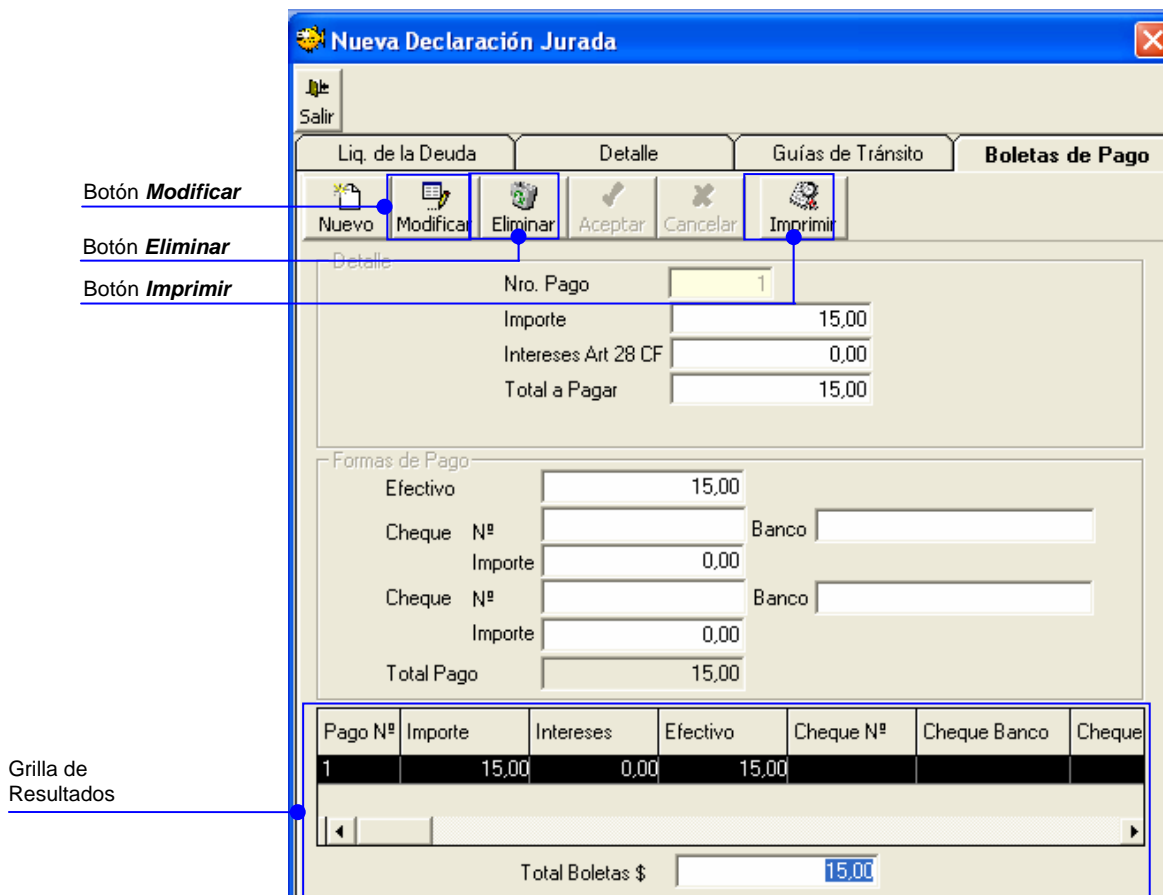 Nueva Declaración Jurada
Salir
Liq. de la Deuda Detalle Guías de Tránsito Boletas de Pago
Botón Modificar
Nuevo Modificar Eliminar Aceptar Cancelar Imprimir
Botón Eliminar
Detalle
Botón Imprimir
Nro. Pago 1
Importe 15,00
Intereses Art 28 CF 0,00
Total a Pagar 15,00
Formas de Pago
Efectivo 15,00
Cheque Nº Banco
Importe 0,00
Cheque Nº Banco
Importe 0,00
Total Pago 15,00
Pago Nº Importe Intereses Efectivo Cheque Nº Cheque Banco Cheque
1 15,00 0,00 15,00
Grilla de
Resultados
Total Boletas $ 15,00